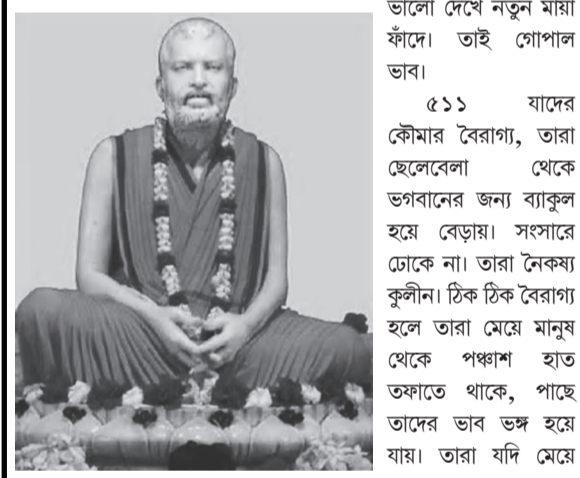 ভালো দেখে নতুন মায়া
ফাঁদে। তাই গোপাল
ভাব।
৫১১ যাদের
কৌমার বৈরাগ্য, তারা
ছেলেবেলা থেকে
ভগবানের জন্য ব্যাকুল
হয়ে বেড়ায়। সংসারে
ঢোকে না। তারা নৈকষ্য
কুলীন। ঠিক ঠিক বৈরাগ্য
হলে তারা মেয়ে মানুষ
থেকে পঞ্চাশ হাত
তফাতে থাকে, পাছে
তাদের ভাব ভঙ্গ হয়ে
যায়। তারা যদি মেয়ে